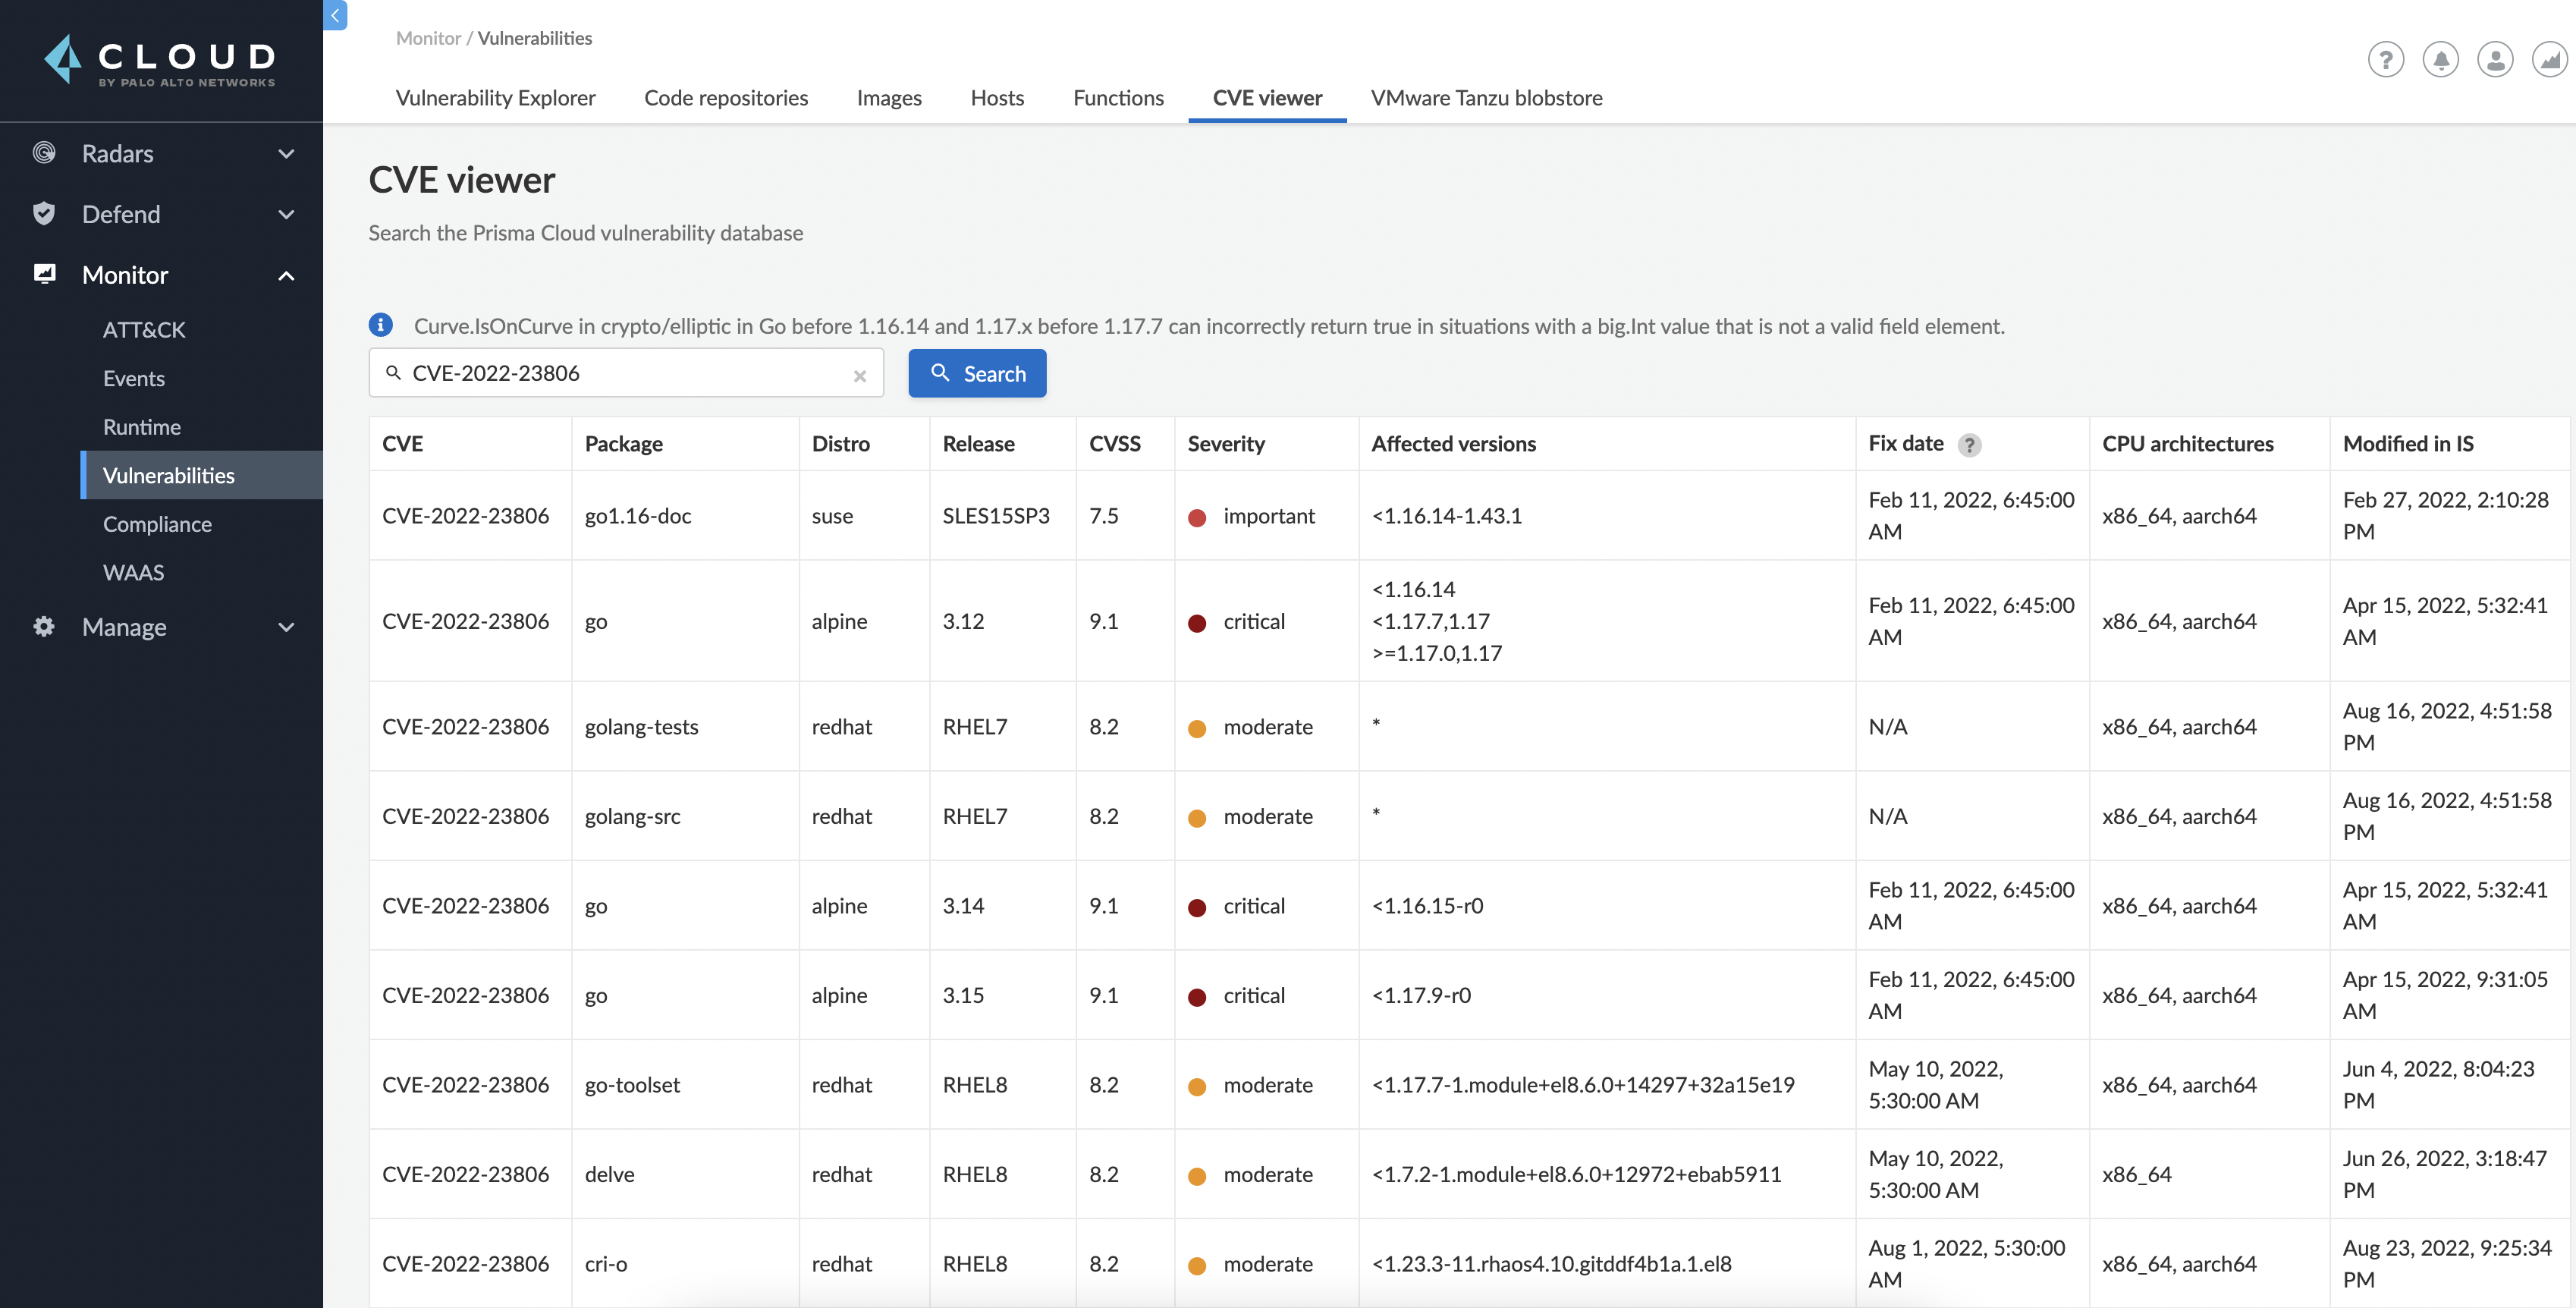 CLOUD
BY PALO ALTO NETWORKS
Radars
Defend
Monitor
ATT&CK
Events
Runtime
Vulnerabilities
Compliance
WAAS
Manage
Monitor / Vulnerabilities
Vulnerability Explorer Code repositories Images Hosts Functions CVE viewer VMware Tanzu blobstore
CVE viewer
Search the Prisma Cloud vulnerability database
Curve.IsOnCurve in crypto/elliptic in Go before 1.16.14 and 1.17.x before 1.17.7 can incorrectly return true in situations with a big.Int value that is not a valid field element.
CVE-2022-23806 Search
CVE Package Distro Release CVSS Severity Affected versions Fix date ? CPU architectures Modified in IS
CVE-2022-23806 go1.16-doc suse SLES15SP3 7.5 important <1.16.14-1.43.1 Feb 11, 2022, 6:45:00 AM x86_64, aarch64 Feb 27, 2022, 2:10:28 PM
CVE-2022-23806 go alpine 3.12 9.1 critical <1.16.14 <1.17.7,1.17 >=1.17.0,1.17 Feb 11, 2022, 6:45:00 AM x86_64, aarch64 Apr 15, 2022, 5:32:41 AM
CVE-2022-23806 golang-tests redhat RHEL7 8.2 moderate * N/A x86_64, aarch64 Aug 16, 2022, 4:51:58 PM
CVE-2022-23806 golang-src redhat RHEL7 8.2 moderate * N/A x86_64, aarch64 Aug 16, 2022, 4:51:58 PM
CVE-2022-23806 go alpine 3.14 9.1 critical <1.16.15-r0 Feb 11, 2022, 6:45:00 AM x86_64, aarch64 Apr 15, 2022, 5:32:41 AM
CVE-2022-23806 go alpine 3.15 9.1 critical <1.17.9-r0 Feb 11, 2022, 6:45:00 AM x86_64, aarch64 Apr 15, 2022, 9:31:05 AM
CVE-2022-23806 go-toolset redhat RHEL8 8.2 moderate <1.17.7-1.module+el8.6.0+14297+32a15e19 May 10, 2022, 5:30:00 AM x86_64, aarch64 Jun 4, 2022, 8:04:23 PM
CVE-2022-23806 delve redhat RHEL8 8.2 moderate <1.7.2-1.module+el8.6.0+12972+ebab5911 May 10, 2022, 5:30:00 AM x86_64 Jun 26, 2022, 3:18:47 PM
CVE-2022-23806 cri-o redhat RHEL8 8.2 moderate <1.23.3-11.rhaos4.10.gitddf4b1a.1.el8 Aug 1, 2022, 5:30:00 AM x86_64, aarch64 Aug 23, 2022, 9:25:34 PM